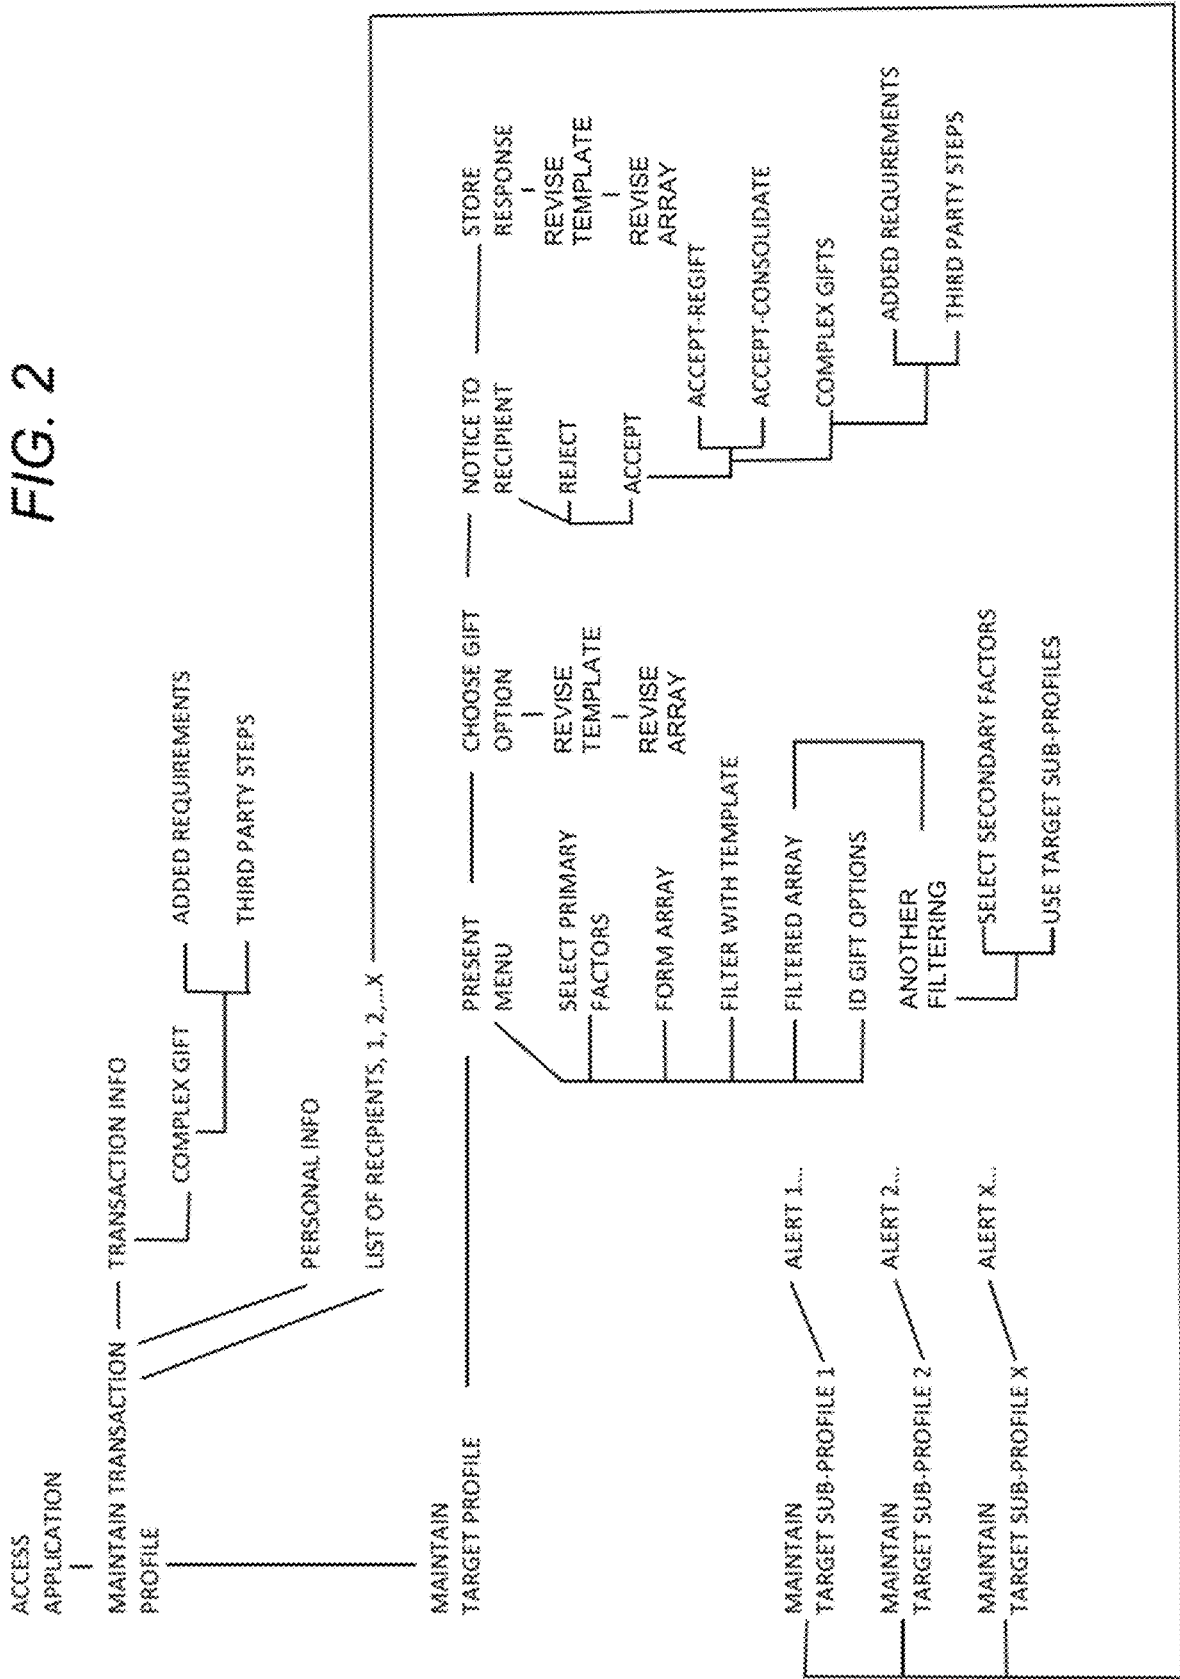 FIG. 2
ACCESS
APPLICATION
MAINTAIN TRANSACTION
PROFILE
TRANSACTION INFO
COMPLEX GIFT
ADDED REQUIREMENTS
THIRD PARTY STEPS
PERSONAL INFO
LIST OF RECIPIENTS, 1, 2,...X
MAINTAIN
TARGET PROFILE
PRESENT
MENU
SELECT PRIMARY
FACTORS
FORM ARRAY
FILTER WITH TEMPLATE
FILTERED ARRAY
ID GIFT OPTIONS
ANOTHER
FILTERING
SELECT SECONDARY FACTORS
USE TARGET SUB-PROFILES
CHOOSE GIFT
OPTION
REVISE
TEMPLATE
REVISE
ARRAY
NOTICE TO
RECIPIENT
REJECT
ACCEPT
ACCEPT-REGIFT
ACCEPT-CONSOLIDATE
COMPLEX GIFTS
ADDED REQUIREMENTS
THIRD PARTY STEPS
STORE
RESPONSE
REVISE
TEMPLATE
REVISE
ARRAY
MAINTAIN
TARGET SUB-PROFILE 1
ALERT 1...
MAINTAIN
TARGET SUB-PROFILE 2
ALERT 2...
MAINTAIN
TARGET SUB-PROFILE X
ALERT X...